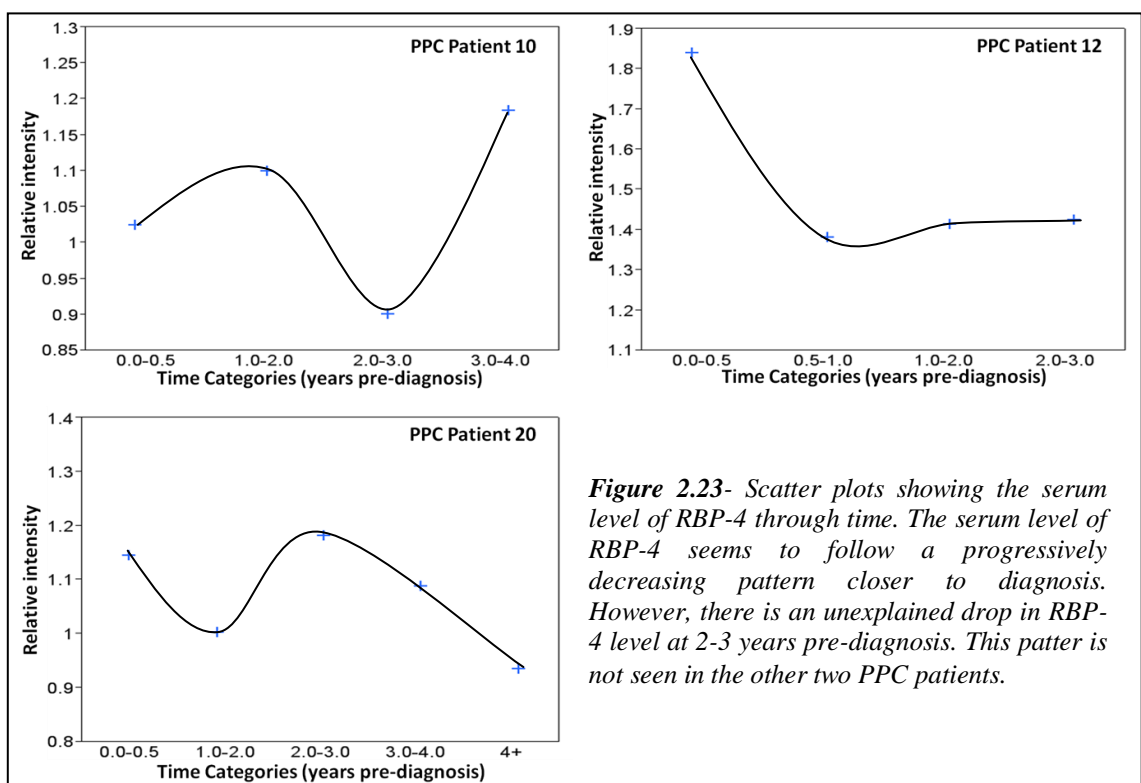 PPC Patient 10
Relative intensity
1.3
1.25
1.2
1.15
1.1
1.05
1
0.95
0.9
0.85
0.0-0.5 1.0-2.0 2.0-3.0 3.0-4.0
Time Categories (years pre-diagnosis)
PPC Patient 12
Relative intensity
1.9
1.8
1.7
1.6
1.5
1.4
1.3
1.2
1.1
0.0-0.5 0.5-1.0 1.0-2.0 2.0-3.0
Time Categories (years pre-diagnosis)
PPC Patient 20
Relative intensity
1.4
1.3
1.2
1.1
1
0.9
0.8
0.0-0.5 1.0-2.0 2.0-3.0 3.0-4.0 4+
Time Categories (years pre-diagnosis)
Figure 2.23- Scatter plots showing the serum
level of RBP-4 through time. The serum level of
RBP-4 seems to follow a progressively
decreasing pattern closer to diagnosis.
However, there is an unexplained drop in RBP-
4 level at 2-3 years pre-diagnosis. This patter is
not seen in the other two PPC patients.